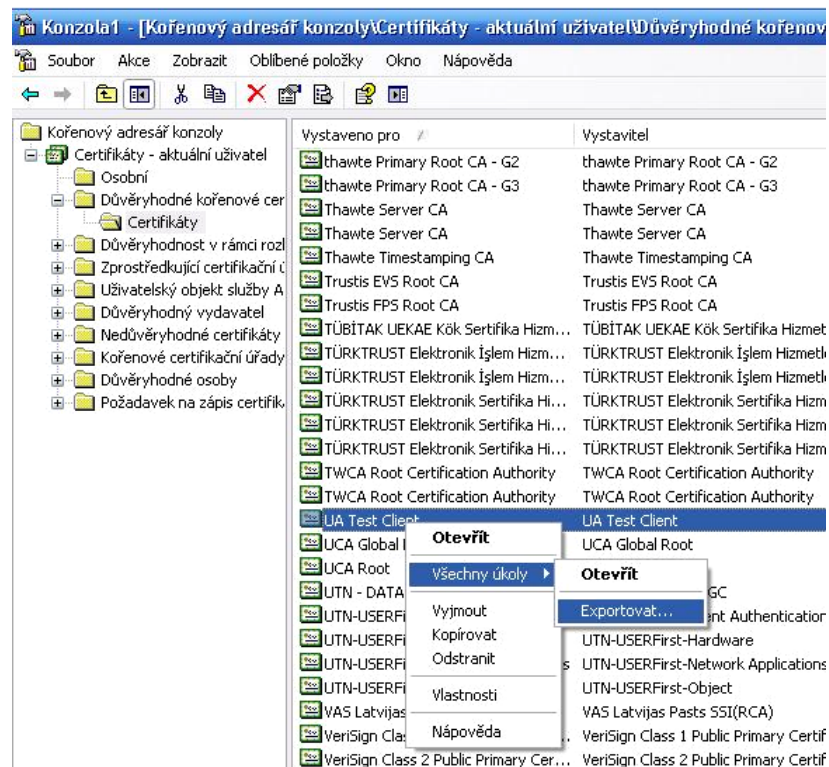 Konzola1 - [Kořenový adresář konzoly\Certifikáty - aktuální uživatel\Důvěryhodné kořenov
Soubor Akce Zobrazit Oblíbené položky Okno Nápověda
Kořenový adresář konzoly
Certifikáty - aktuální uživatel
Osobní
Důvěryhodné kořenové cer
Certifikáty
Důvěryhodnost v rámci rozl
Zprostředkující certifikační ú
Uživatelský objekt služby A
Důvěryhodný vydavatel
Nedůvěryhodné certifikáty
Kořenové certifikační úřady
Důvěryhodné osoby
Požadavek na zápis certifik
Vystaveno pro Vystavitel
thawte Primary Root CA - G2 thawte Primary Root CA - G2
thawte Primary Root CA - G3 thawte Primary Root CA - G3
Thawte Server CA Thawte Server CA
Thawte Server CA Thawte Server CA
Thawte Timestamping CA Thawte Timestamping CA
Trustis EVS Root CA Trustis EVS Root CA
Trustis FPS Root CA Trustis FPS Root CA
TÜBİTAK UEKAE Kök Sertifika Hizm... TÜBİTAK UEKAE Kök Sertifika Hizmet
TÜRKTRUST Elektronik İşlem Hizm... TÜRKTRUST Elektronik İşlem Hizmetle
TÜRKTRUST Elektronik İşlem Hizm... TÜRKTRUST Elektronik İşlem Hizmetle
TÜRKTRUST Elektronik Sertifika Hi... TÜRKTRUST Elektronik Sertifika Hizm
TÜRKTRUST Elektronik Sertifika Hi... TÜRKTRUST Elektronik Sertifika Hizm
TÜRKTRUST Elektronik Sertifika Hi... TÜRKTRUST Elektronik Sertifika Hizm
TWCA Root Certification Authority TWCA Root Certification Authority
TWCA Root Certification Authority TWCA Root Certification Authority
UA Test Client UA Test Client
UCA Global UCA Global Root
UCA Root
UTN - DATA GC
UTN-USERFi nt Authentication
UTN-USERFi UTN-USERFirst-Hardware
UTN-USERFi s UTN-USERFirst-Network Applications
UTN-USERFi UTN-USERFirst-Object
VAS Latvijas VAS Latvijas Pasts SSI(RCA)
VeriSign Clas . VeriSign Class 1 Public Primary Certif
VeriSign Class 2 Public Primary Cer... VeriSign Class 2 Public Primary Certif
Otevřít
Všechny úkoly
Vyjmout
Kopírovat
Odstranit
Vlastnosti
Nápověda
Otevřít
Exportovat...